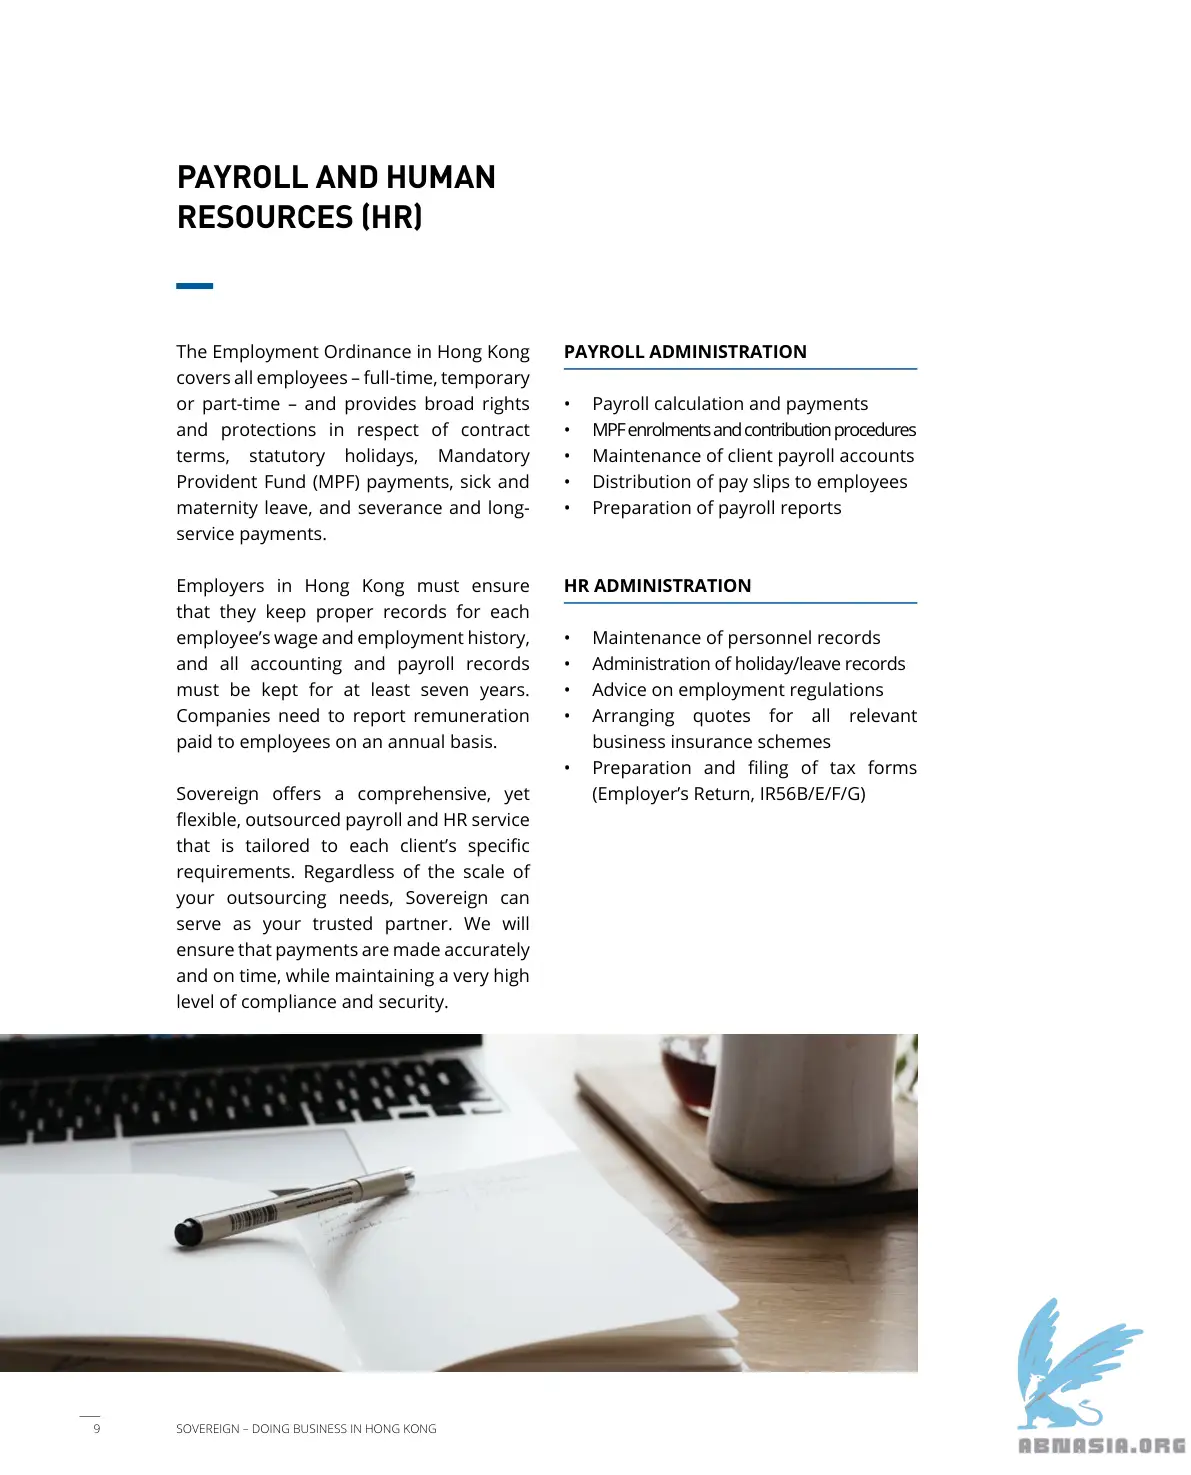 PAYROLL AND HUMAN
RESOURCES (HR)
The Employment Ordinance in Hong Kong
covers all employees – full-time, temporary
or part-time – and provides broad rights
and protections in respect of contract
terms, statutory holidays, Mandatory
Provident Fund (MPF) payments, sick and
maternity leave, and severance and long-
service payments.
Employers in Hong Kong must ensure
that they keep proper records for each
employee’s wage and employment history,
and all accounting and payroll records
must be kept for at least seven years.
Companies need to report remuneration
paid to employees on an annual basis.
Sovereign offers a comprehensive, yet
flexible, outsourced payroll and HR service
that is tailored to each client’s specific
requirements. Regardless of the scale of
your outsourcing needs, Sovereign can
serve as your trusted partner. We will
ensure that payments are made accurately
and on time, while maintaining a very high
level of compliance and security.
PAYROLL ADMINISTRATION
• Payroll calculation and payments
• MPF enrolments and contribution procedures
• Maintenance of client payroll accounts
• Distribution of pay slips to employees
• Preparation of payroll reports
HR ADMINISTRATION
• Maintenance of personnel records
• Administration of holiday/leave records
• Advice on employment regulations
• Arranging quotes for all relevant
business insurance schemes
• Preparation and filing of tax forms
(Employer’s Return, IR56B/E/F/G)
9
SOVEREIGN – DOING BUSINESS IN HONG KONG
ABNASIA.ORG